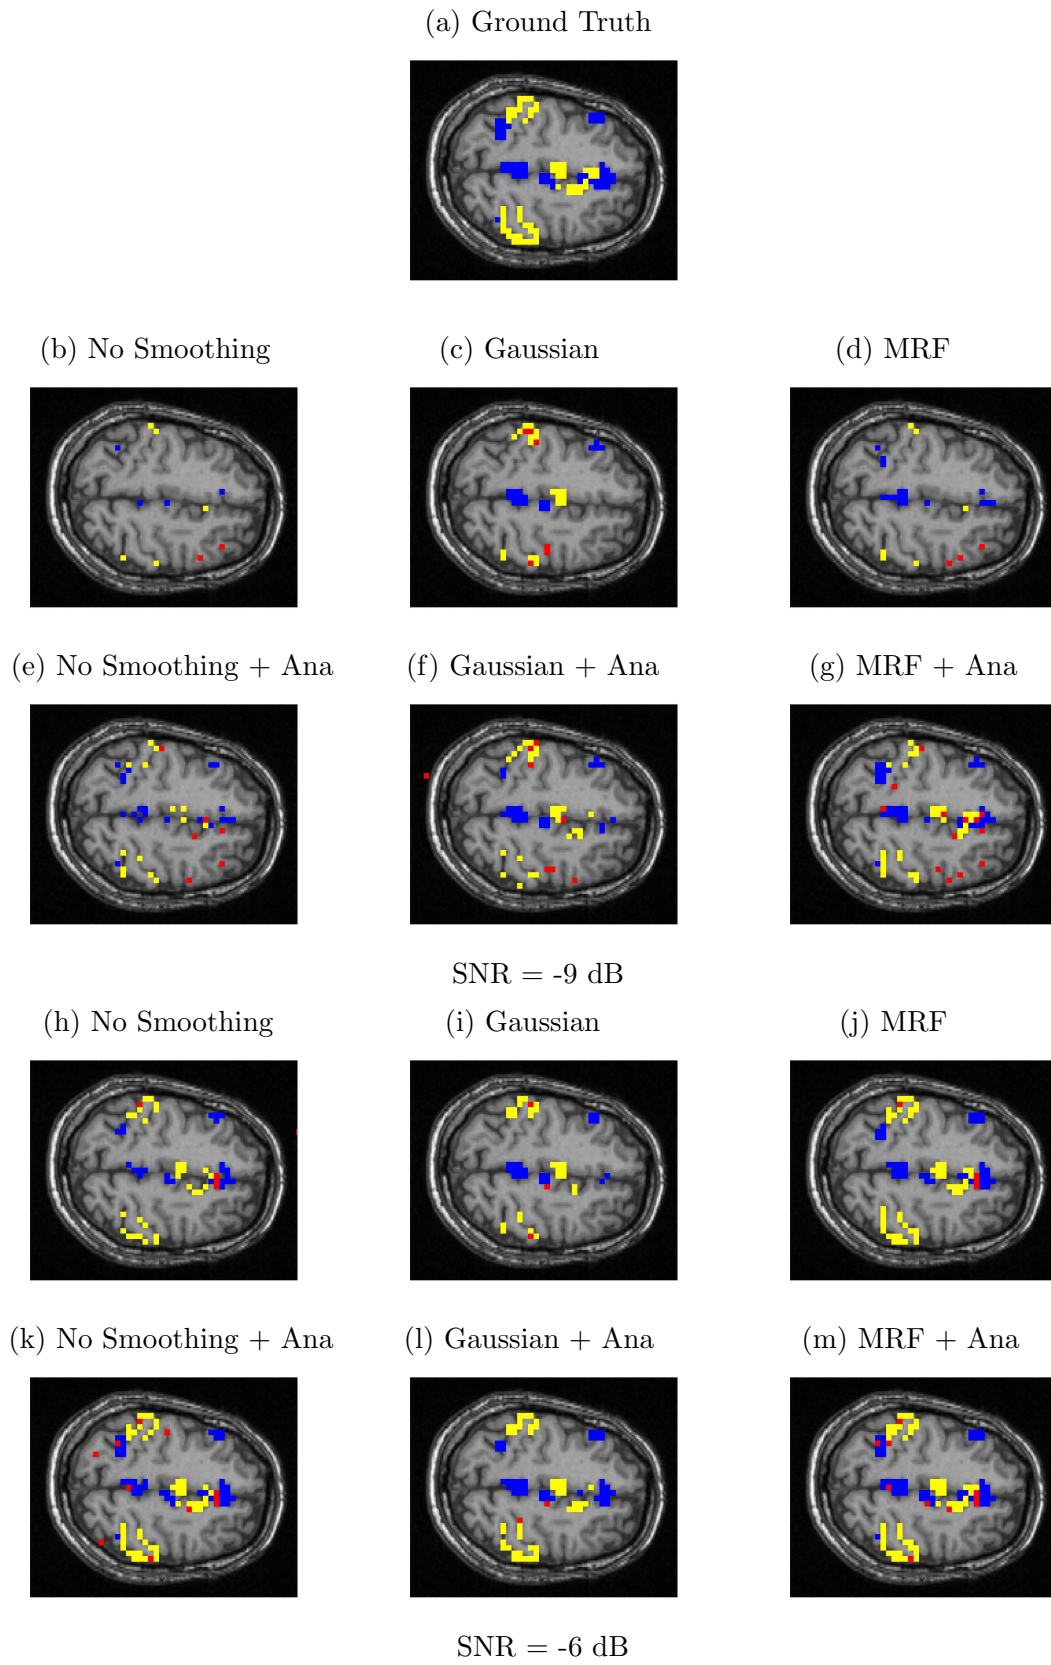 (a) Ground Truth
(b) No Smoothing
(c) Gaussian
(d) MRF
(e) No Smoothing + Ana
(f) Gaussian + Ana
(g) MRF + Ana
SNR = -9 dB
(h) No Smoothing
(i) Gaussian
(j) MRF
(k) No Smoothing + Ana
(l) Gaussian + Ana
(m) MRF + Ana
SNR = -6 dB